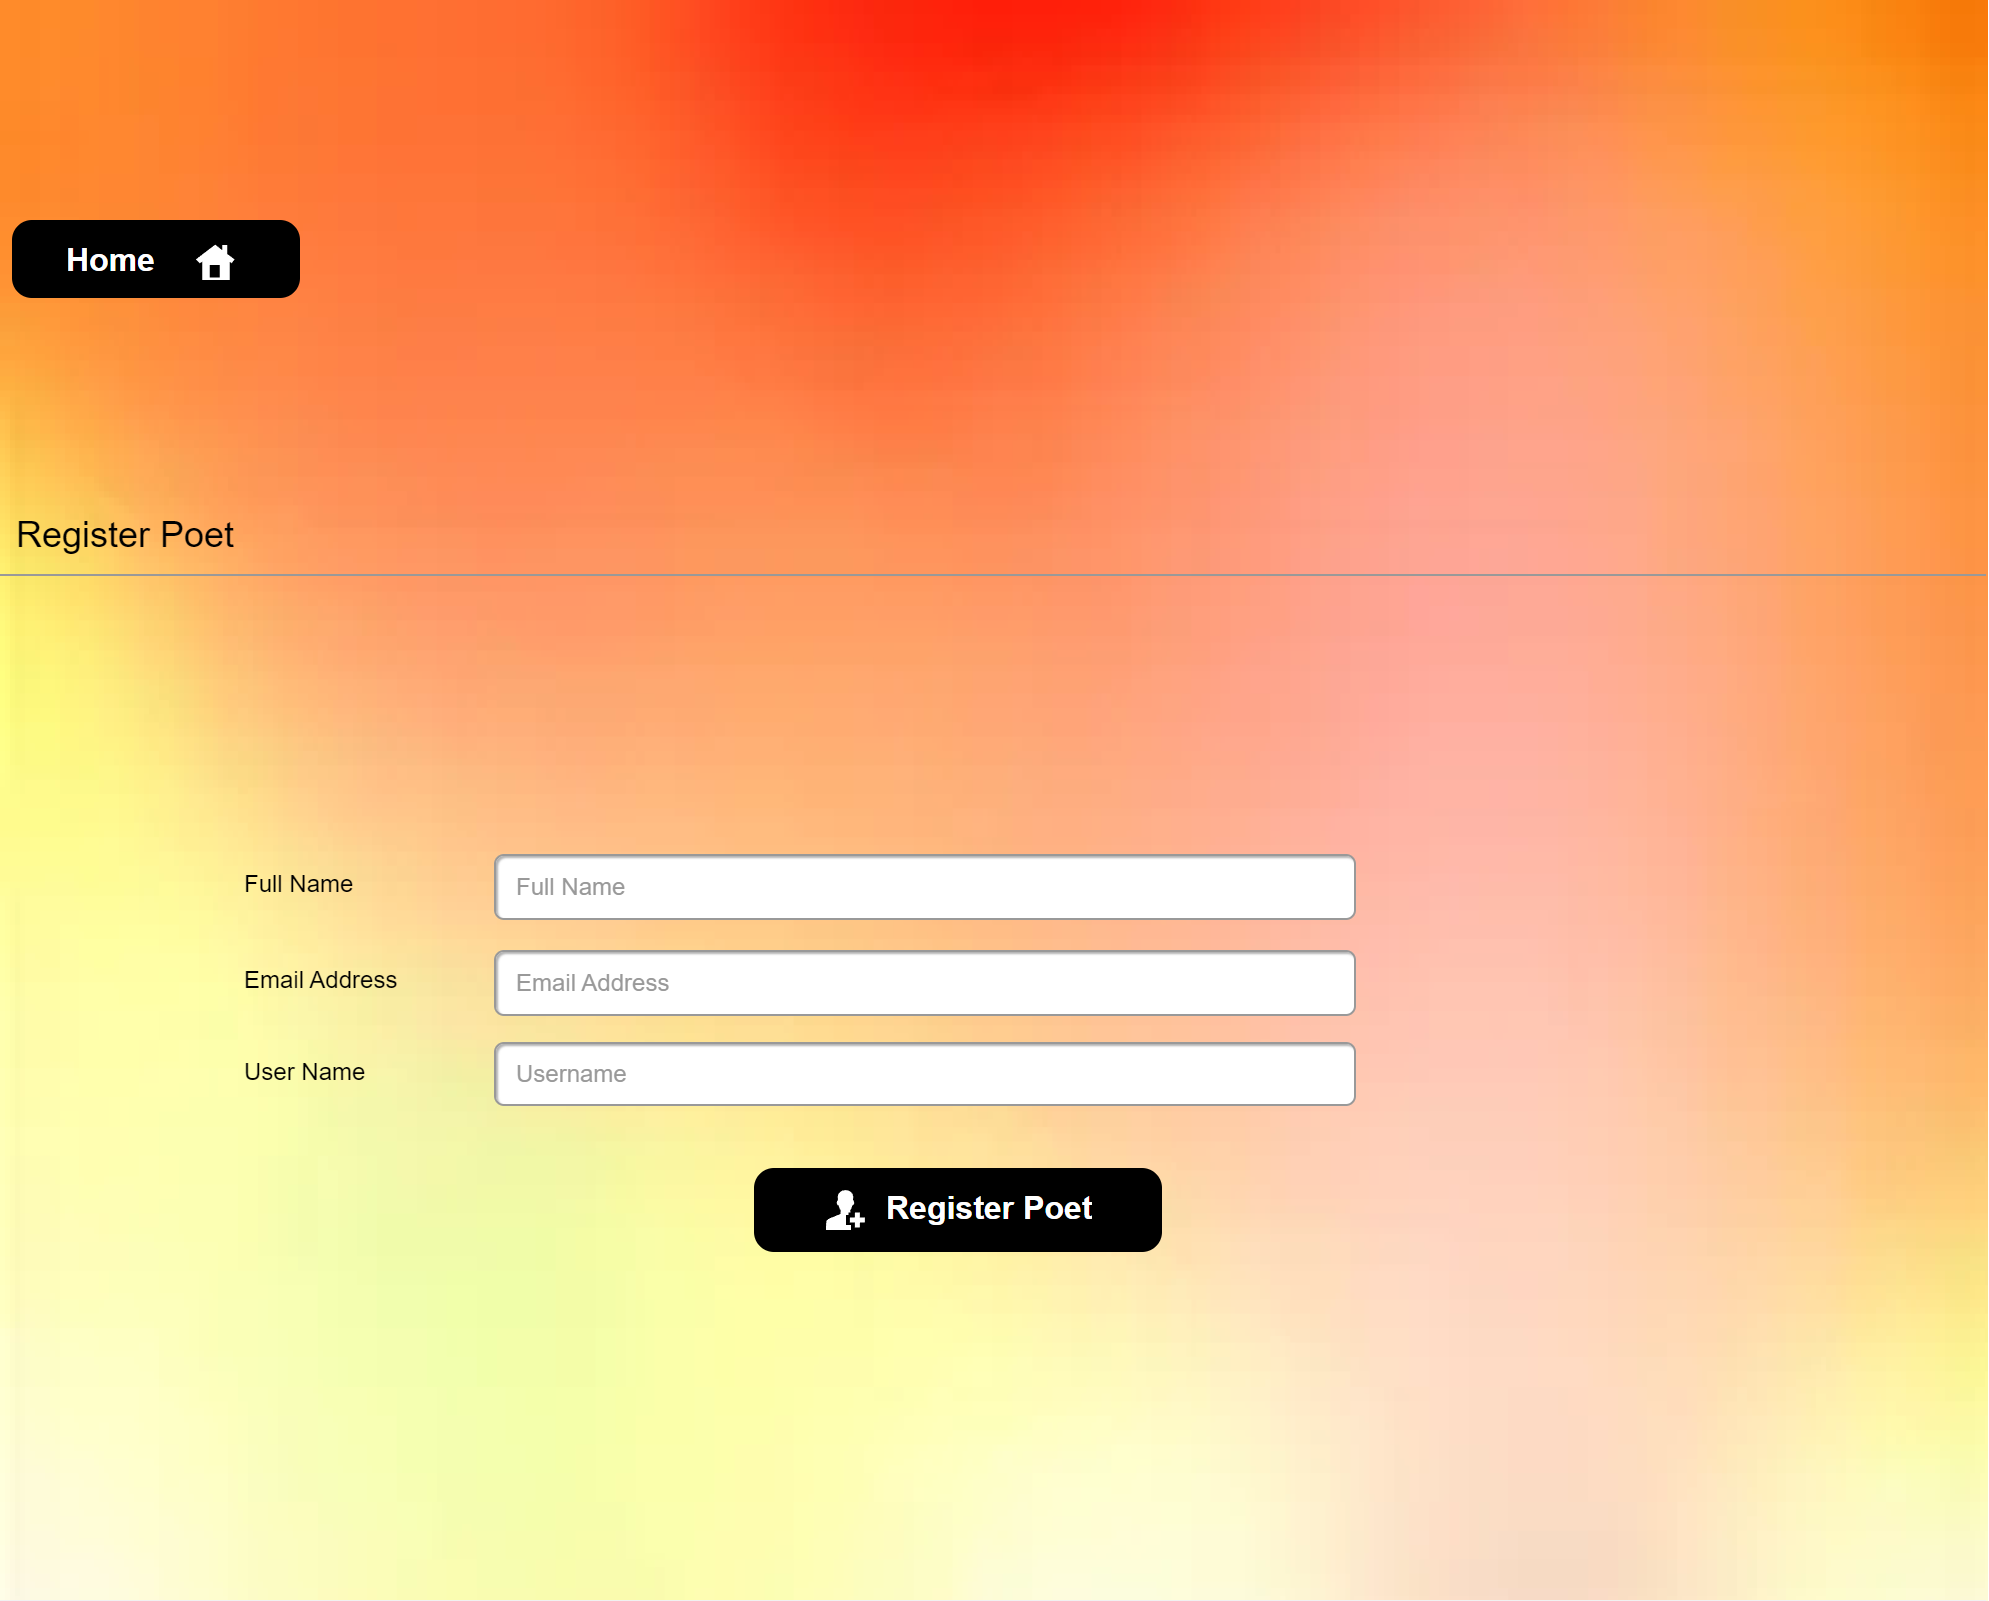 Home
Register Poet
Full Name
Full Name
Email Address
Email Address
User Name
Username
Register Poet